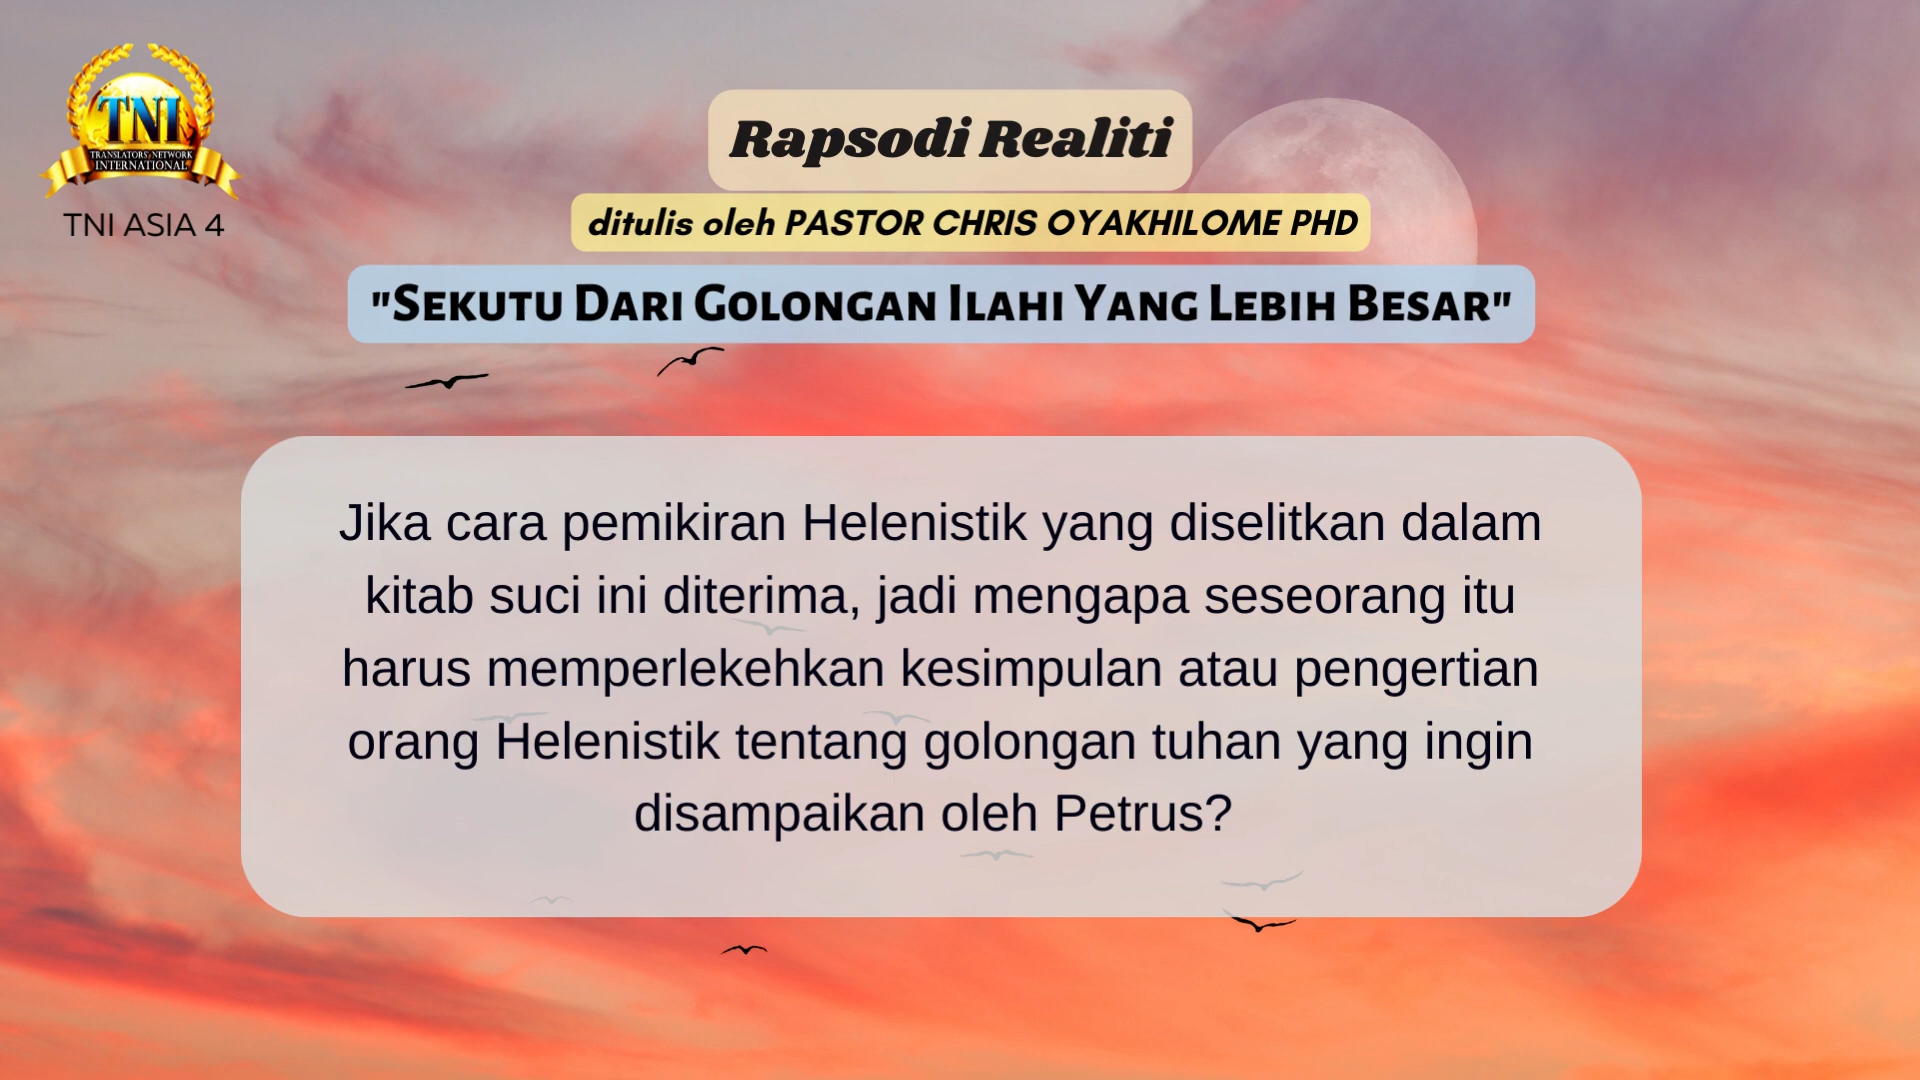 TNI
TRANSLATORS' NETWORK
INTERNATIONAL
TNI ASIA 4
Rapsodi Realiti
ditulis oleh PASTOR CHRIS OYAKHILOME PHD
"Sekutu Dari Golongan Ilahi Yang Lebih Besar"
Jika cara pemikiran Helenistik yang diselitkan dalam
kitab suci ini diterima, jadi mengapa seseorang itu
harus memperlekehkan kesimpulan atau pengertian
orang Helenistik tentang golongan tuhan yang ingin
disampaikan oleh Petrus?